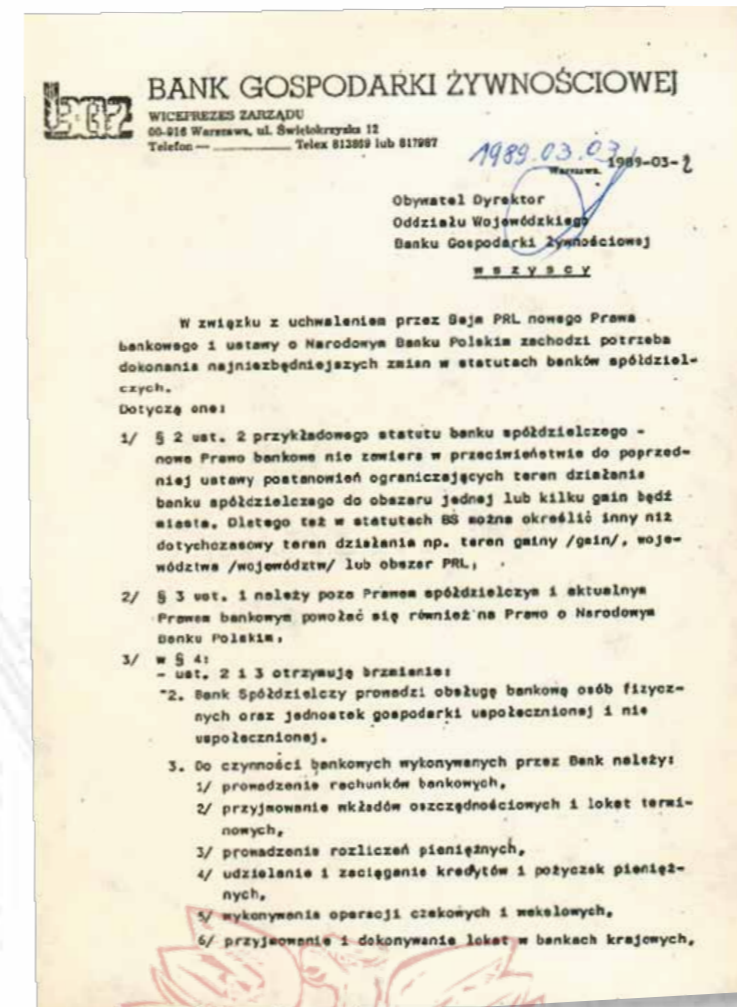 bgż BANK GOSPODARKI ŻYWNOŚCIOWEJ
WICEPREZES ZARZĄDU
00-916 Warszawa, ul. Świętokrzyska 12
Telefon — Telex 813869 lub 817987
1989.03.03
Warszawa, 1989-03-2
Obywatel Dyrektor
Oddziału Wojewódzkiego
Banku Gospodarki Żywnościowej
w s z y s c y
W związku z uchwaleniem przez Sejm PRL nowego Prawa
bankowego i ustawy o Narodowym Banku Polskim zachodzi potrzeba
dokonania najniezbędniejszych zmian w statutach banków spółdziel-
czych.
Dotyczą one:
1/ § 2 ust. 2 przykładowego statutu banku spółdzielczego -
nowe Prawo bankowe nie zawiera w przeciwieństwie do poprzed-
niej ustawy postanowień ograniczających teren działania
banku spółdzielczego do obszaru jednej lub kilku gmin bądź
miasta. Dlatego też w statutach BS można określić inny niż
dotychczasowy teren działania np. teren gminy /gmin/, woje-
wództwa /województw/ lub obszar PRL,
2/ § 3 ust. 1 należy poza Prawem spółdzielczym i aktualnym
Prawem bankowym powołać się również na Prawo o Narodowym
Banku Polskim,
3/ w § 4:
- ust. 2 i 3 otrzymują brzmienie:
"2. Bank Spółdzielczy prowadzi obsługę bankową osób fizycz-
nych oraz jednostek gospodarki uspołecznionej i nie
uspołecznionej.
3. Do czynności bankowych wykonywanych przez Bank należy:
1/ prowadzenie rachunków bankowych,
2/ przyjmowanie wkładów oszczędnościowych i lokat termi-
nowych,
3/ prowadzenie rozliczeń pieniężnych,
4/ udzielanie i zaciąganie kredytów i pożyczek pienięż-
nych,
5/ wykonywanie operacji czekowych i wekslowych,
6/ przyjmowanie i dokonywanie lokat w bankach krajowych,